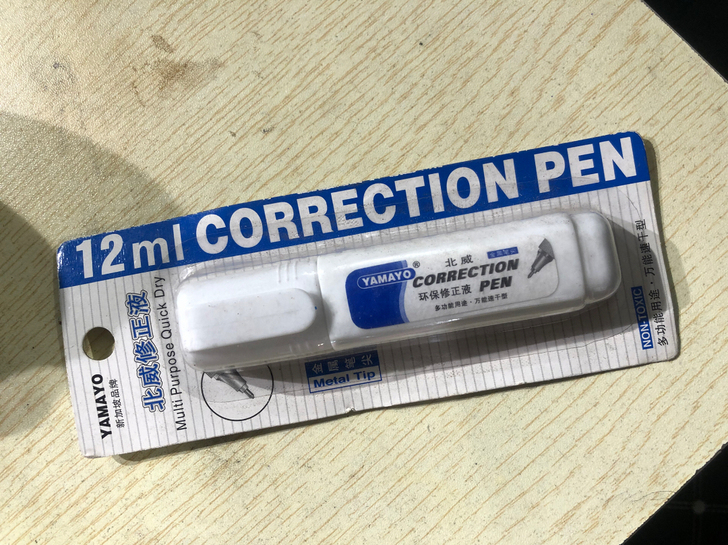 12ml CORRECTION PEN
YAMAYO
新加坡品牌
北威修正液
Multi Purpose Quick Dry
YAMAYO®
北威
CORRECTION
环保修正液 PEN
多功能用途·万能速干型
金属笔尖
Metal Tip
NON-TOXIC
多功能用途·万能速干型